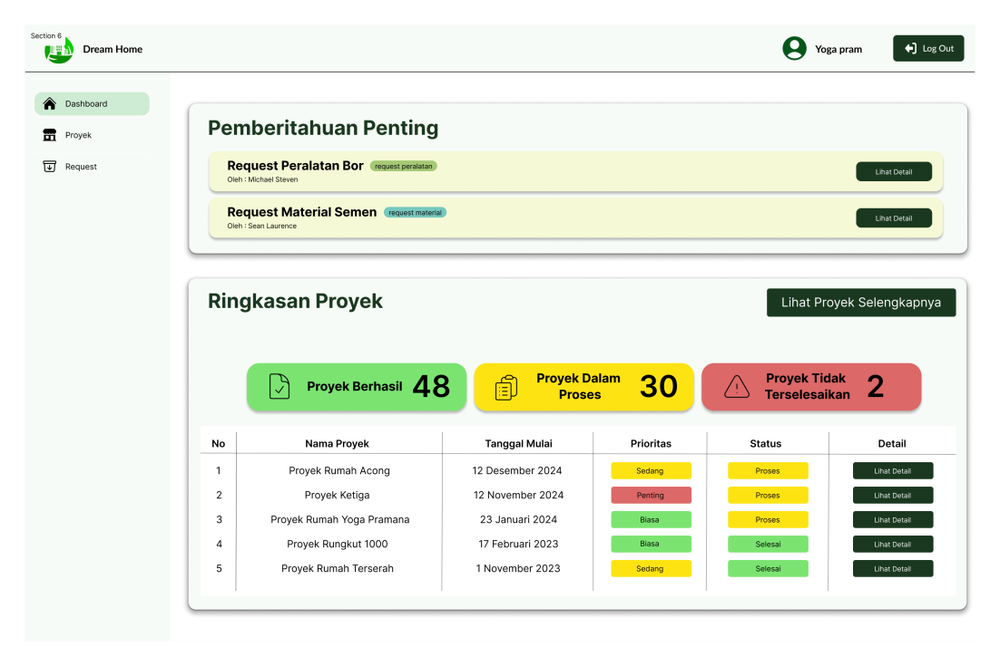 Section 6
Dream Home
Yoga pram
Log Out
Dashboard
Proyek
Request
Pemberitahuan Penting
Request Peralatan Bor request peralatan
Oleh : Michael Steven
Lihat Detail
Request Material Semen request material
Oleh : Sean Laurence
Lihat Detail
Ringkasan Proyek
Lihat Proyek Selengkapnya
Proyek Berhasil 48
Proyek Dalam
Proses
30
Proyek Tidak
Terselesaikan
2
No Nama Proyek Tanggal Mulai Prioritas Status Detail
1 Proyek Rumah Acong 12 Desember 2024 Sedang Proses Lihat Detail
2 Proyek Ketiga 12 November 2024 Penting Proses Lihat Detail
3 Proyek Rumah Yoga Pramana 23 Januari 2024 Biasa Proses Lihat Detail
4 Proyek Rungkut 1000 17 Februari 2023 Biasa Selesai Lihat Detail
5 Proyek Rumah Terserah 1 November 2023 Sedang Selesai Lihat Detail